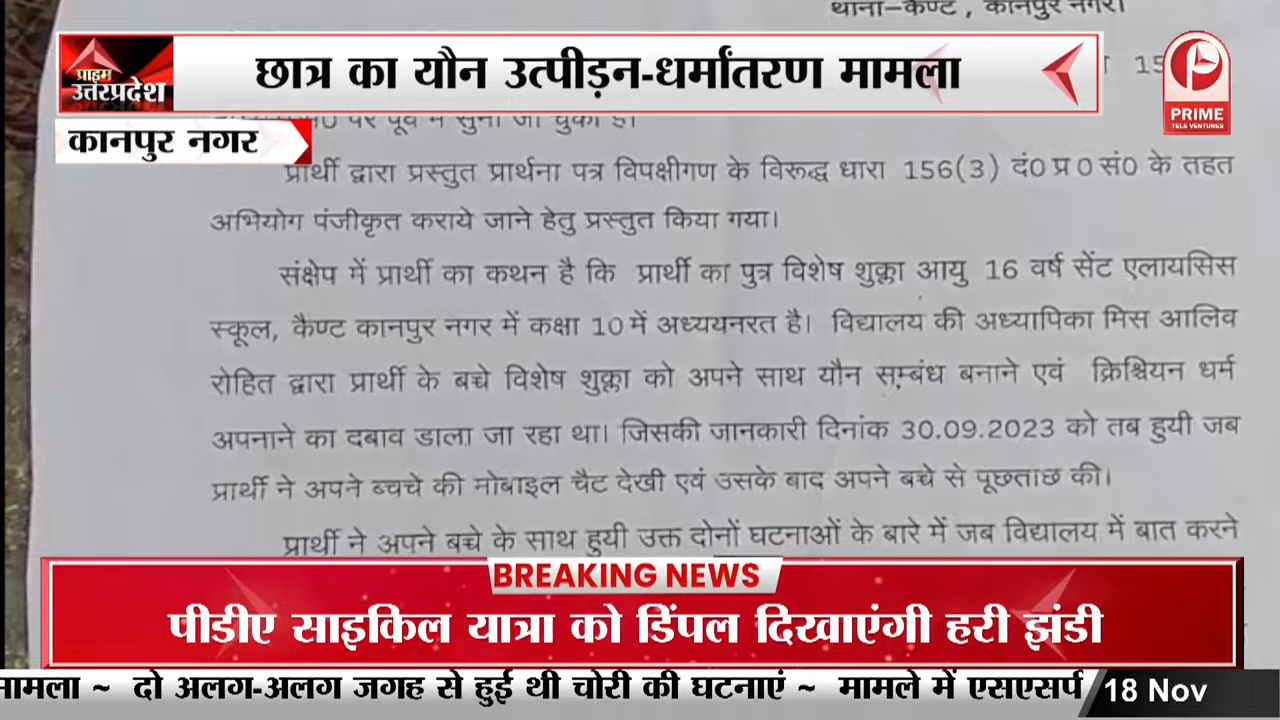 थाना-कैण्ट, कानपुर नगर।
प्राइम
उत्तरप्रदेश
छात्र का यौन उत्पीड़न-धर्मांतरण मामला
PRIME
TELE VENTURES
कानपुर नगर
पर पूर्व में सुना जा चुका है।
प्रार्थी द्वारा प्रस्तुत प्रार्थना पत्र विपक्षीगण के विरूद्ध धारा 156(3) दं0 प्र0 सं0 के तहत
अभियोग पंजीकृत कराये जाने हेतु प्रस्तुत किया गया।
संक्षेप में प्रार्थी का कथन है कि प्रार्थी का पुत्र विशेष शुक्ला आयु 16 वर्ष सेंट एलायसिस
स्कूल, कैण्ट कानपुर नगर में कक्षा 10 में अध्ययनरत है। विद्यालय की अध्यापिका मिस आलिव
रोहित द्वारा प्रार्थी के बच्चे विशेष शुक्ला को अपने साथ यौन सम्बंध बनाने एवं क्रिश्चियन धर्म
अपनाने का दबाव डाला जा रहा था। जिसकी जानकारी दिनांक 30.09.2023 को तब हुयी जब
प्रार्थी ने अपने ब्चचे की मोबाइल चैट देखी एवं उसके बाद अपने बच्चे से पूछताछ की।
प्रार्थी ने अपने बच्चे के साथ हुयी उक्त दोनों घटनाओं के बारे में जब विद्यालय में बात करने
BREAKING NEWS
पीडीए साइकिल यात्रा को डिंपल दिखाएंगी हरी झंडी
मामला ~ दो अलग-अलग जगह से हुई थी चोरी की घटनाएं ~ मामले में एसएसर्प
18 Nov